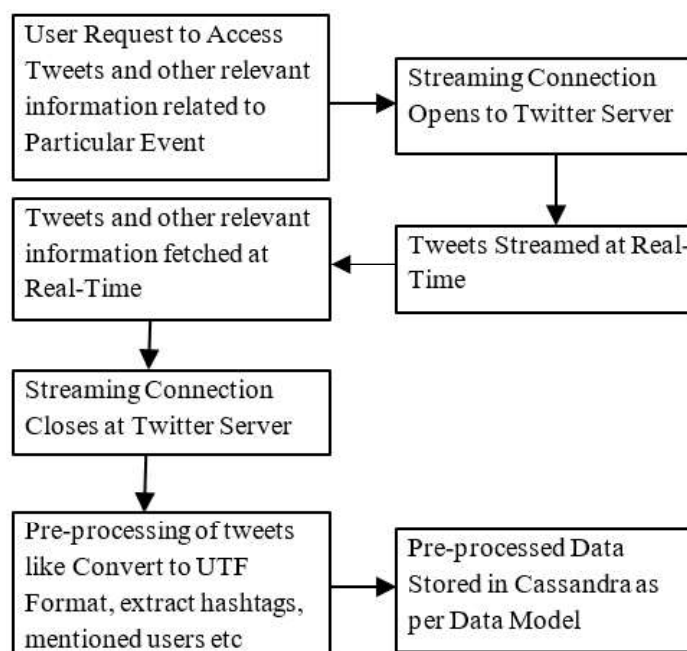 User Request to Access
Tweets and other relevant
information related to
Particular Event
Streaming Connection
Opens to Twitter Server
Tweets Streamed at Real-
Time
Tweets and other relevant
information fetched at
Real-Time
Streaming Connection
Closes at Twitter Server
Pre-processing of tweets
like Convert to UTF
Format, extract hashtags,
mentioned users etc
Pre-processed Data
Stored in Cassandra as
per Data Model